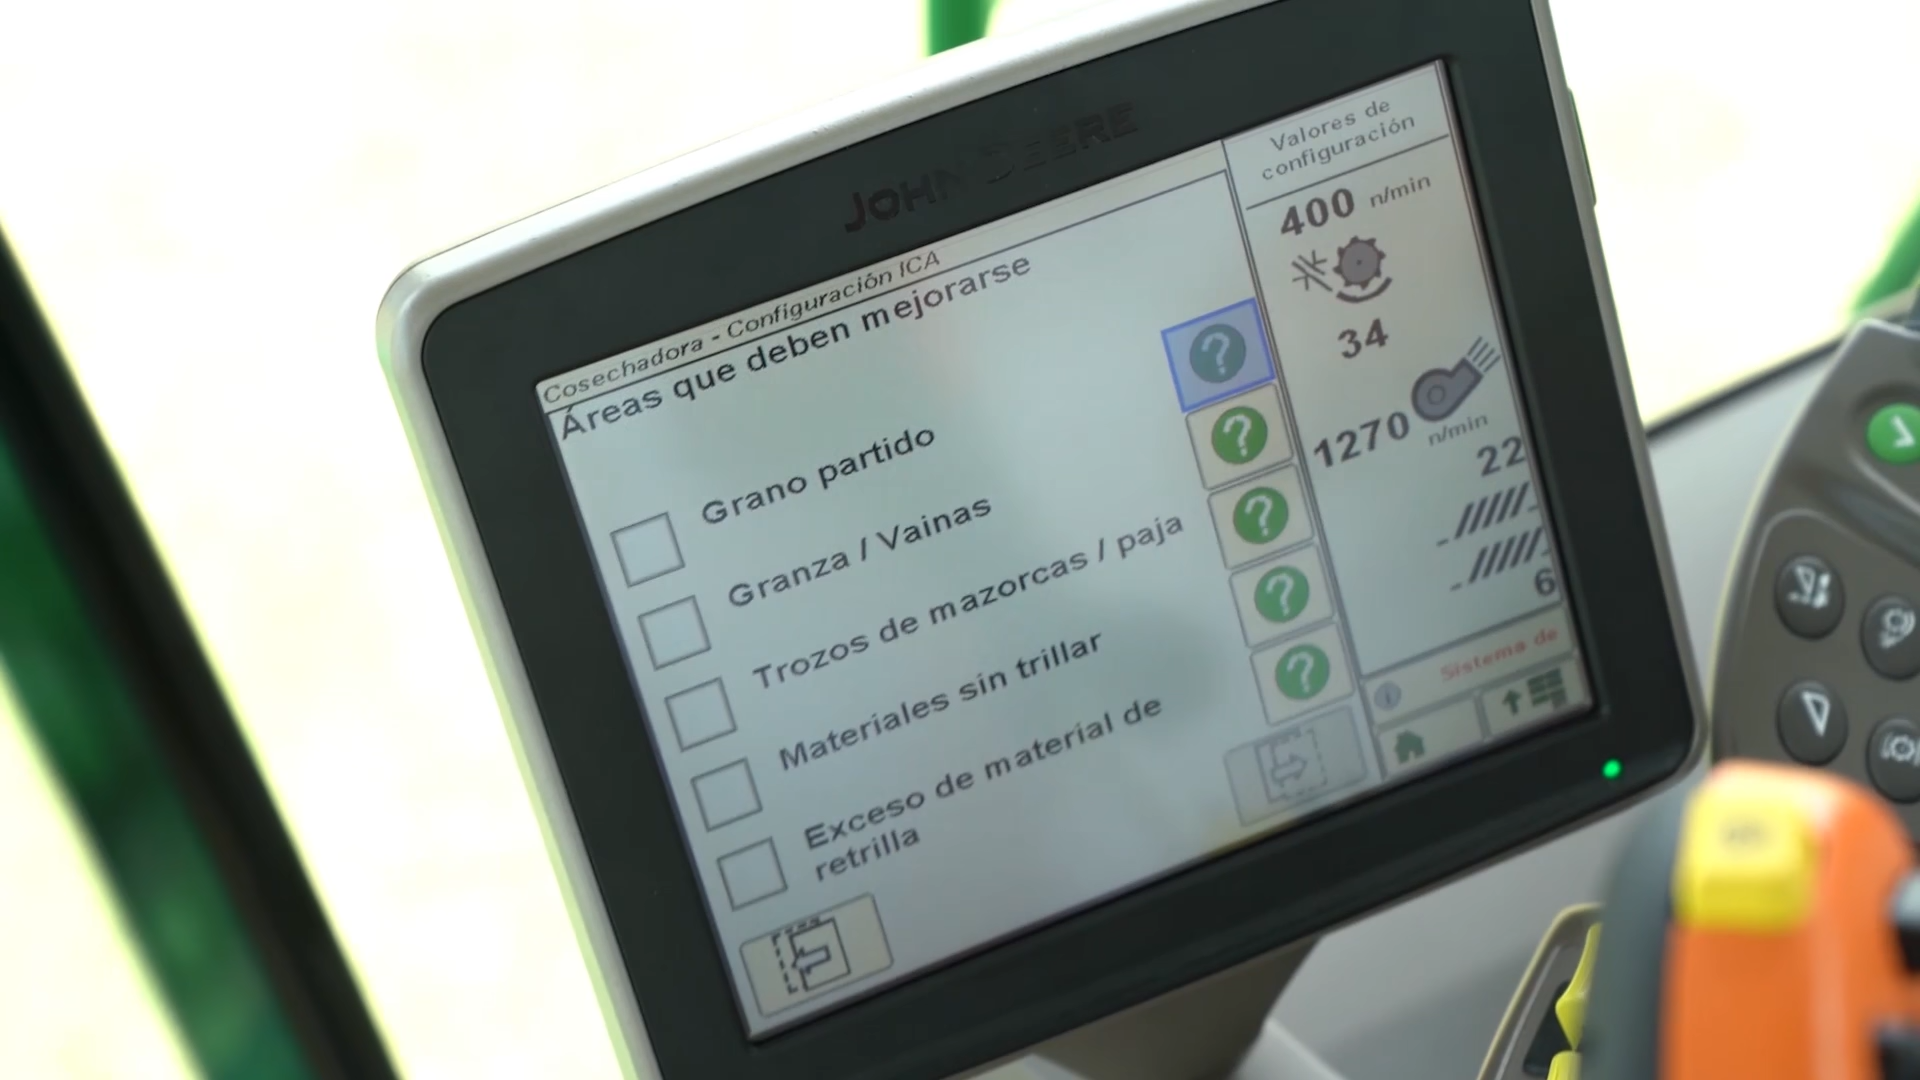 JOHN DEERE
Cosechadora - Configuración ICA
Áreas que deben mejorarse
Grano partido
Granza / Vainas
Trozos de mazorcas / paja
Materiales sin trillar
Exceso de material de
retrilla
Valores de
configuración
400 n/min
34
1270 n/min
22
6
Sistema de